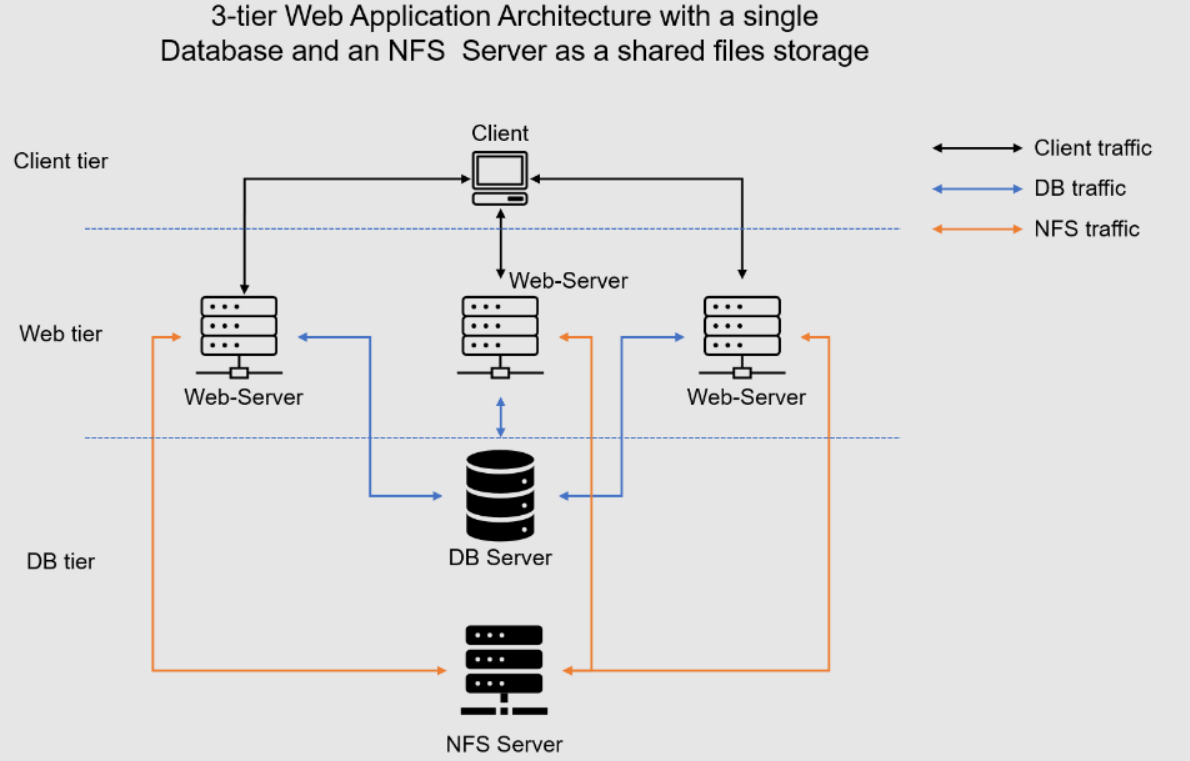 3-tier Web Application Architecture with a single
Database and an NFS Server as a shared files storage
Client
Client tier
Client traffic
DB traffic
NFS traffic
Web-Server
Web tier
Web-Server
Web-Server
DB Server
DB tier
NFS Server